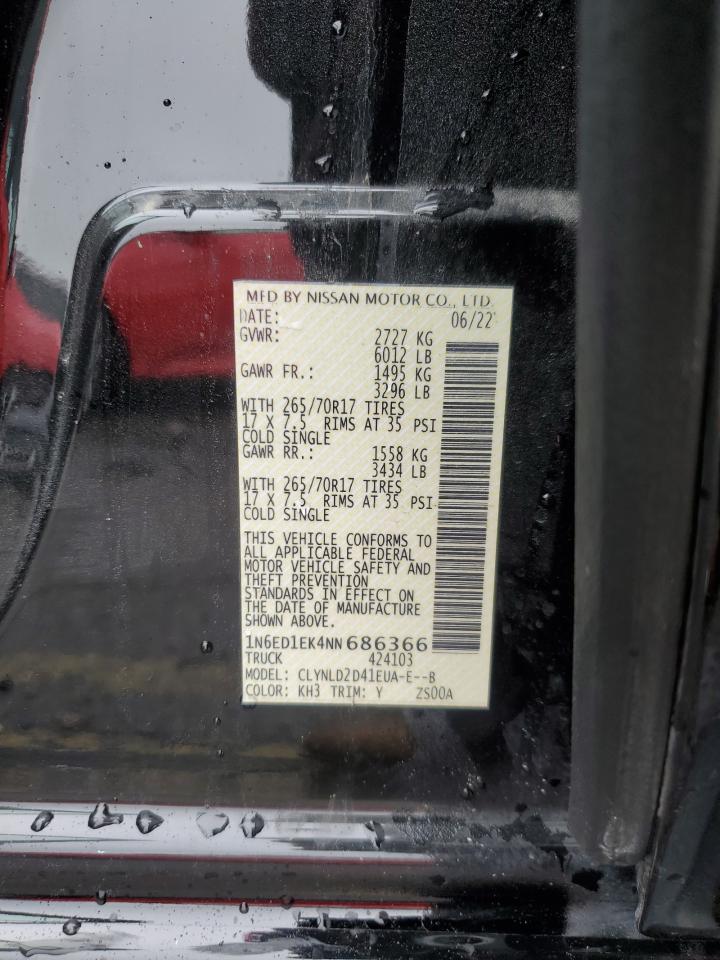 MFD BY NISSAN MOTOR CO., LTD.
DATE: 06/22
GVWR: 2727 KG
6012 LB
GAWR FR.: 1495 KG
3296 LB
WITH 265/70R17 TIRES
17 X 7.5 RIMS AT 35 PSI
COLD SINGLE
GAWR RR.: 1558 KG
3434 LB
WITH 265/70R17 TIRES
17 X 7.5 RIMS AT 35 PSI
COLD SINGLE
THIS VEHICLE CONFORMS TO
ALL APPLICABLE FEDERAL
MOTOR VEHICLE SAFETY AND
THEFT PREVENTION
STANDARDS IN EFFECT ON
THE DATE OF MANUFACTURE
SHOWN ABOVE.
1N6ED1EK4NN686366
TRUCK 424103
MODEL: CLYNLD2D41EUA-E--B
COLOR: KH3 TRIM: Y ZS00A